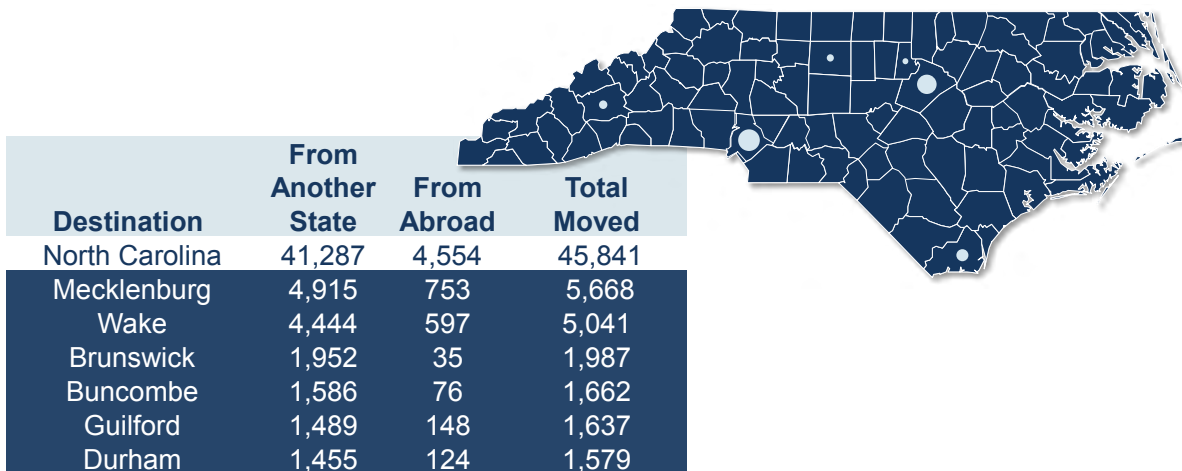 Destination From Another State From Abroad Total Moved
North Carolina 41,287 4,554 45,841
Mecklenburg 4,915 753 5,668
Wake 4,444 597 5,041
Brunswick 1,952 35 1,987
Buncombe 1,586 76 1,662
Guilford 1,489 148 1,637
Durham 1,455 124 1,579